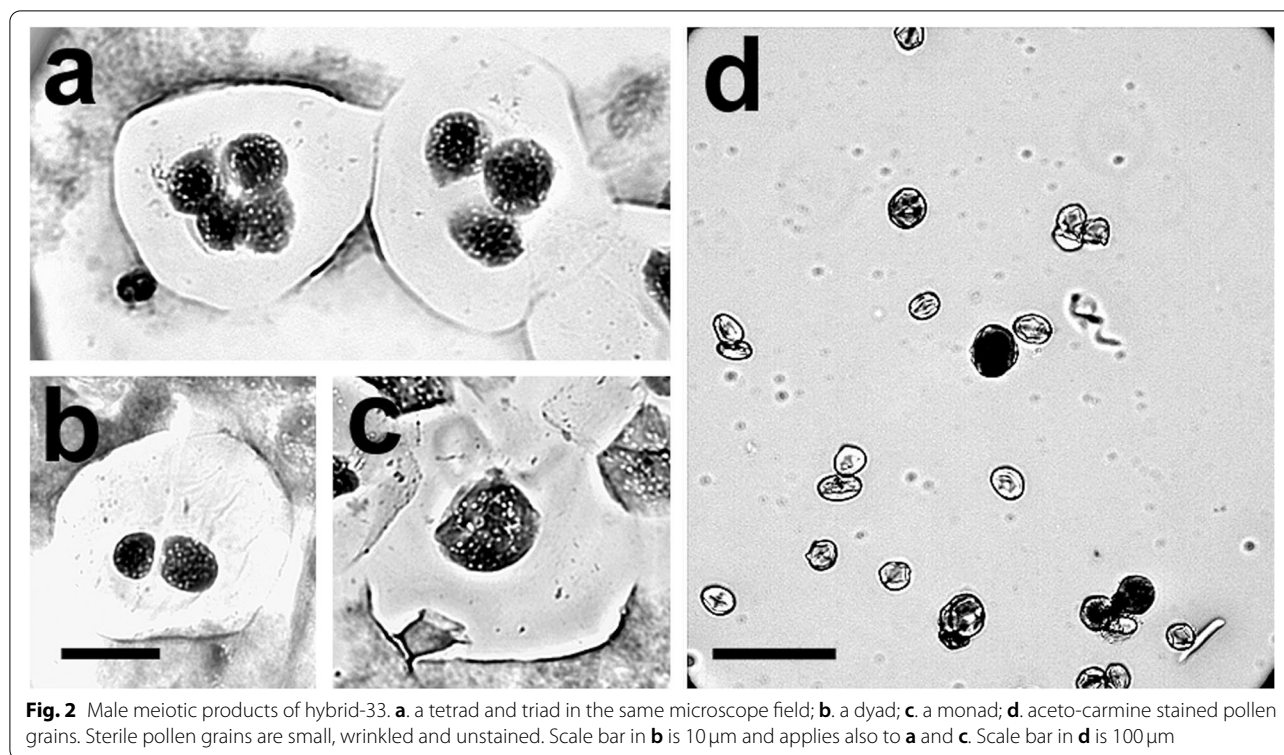 a
d
b
c
Fig. 2 Male meiotic products of hybrid-33. a. a tetrad and triad in the same microscope field; b. a dyad; c. a monad; d. aceto-carmine stained pollen
grains. Sterile pollen grains are small, wrinkled and unstained. Scale bar in b is 10 µm and applies also to a and c. Scale bar in d is 100 µm